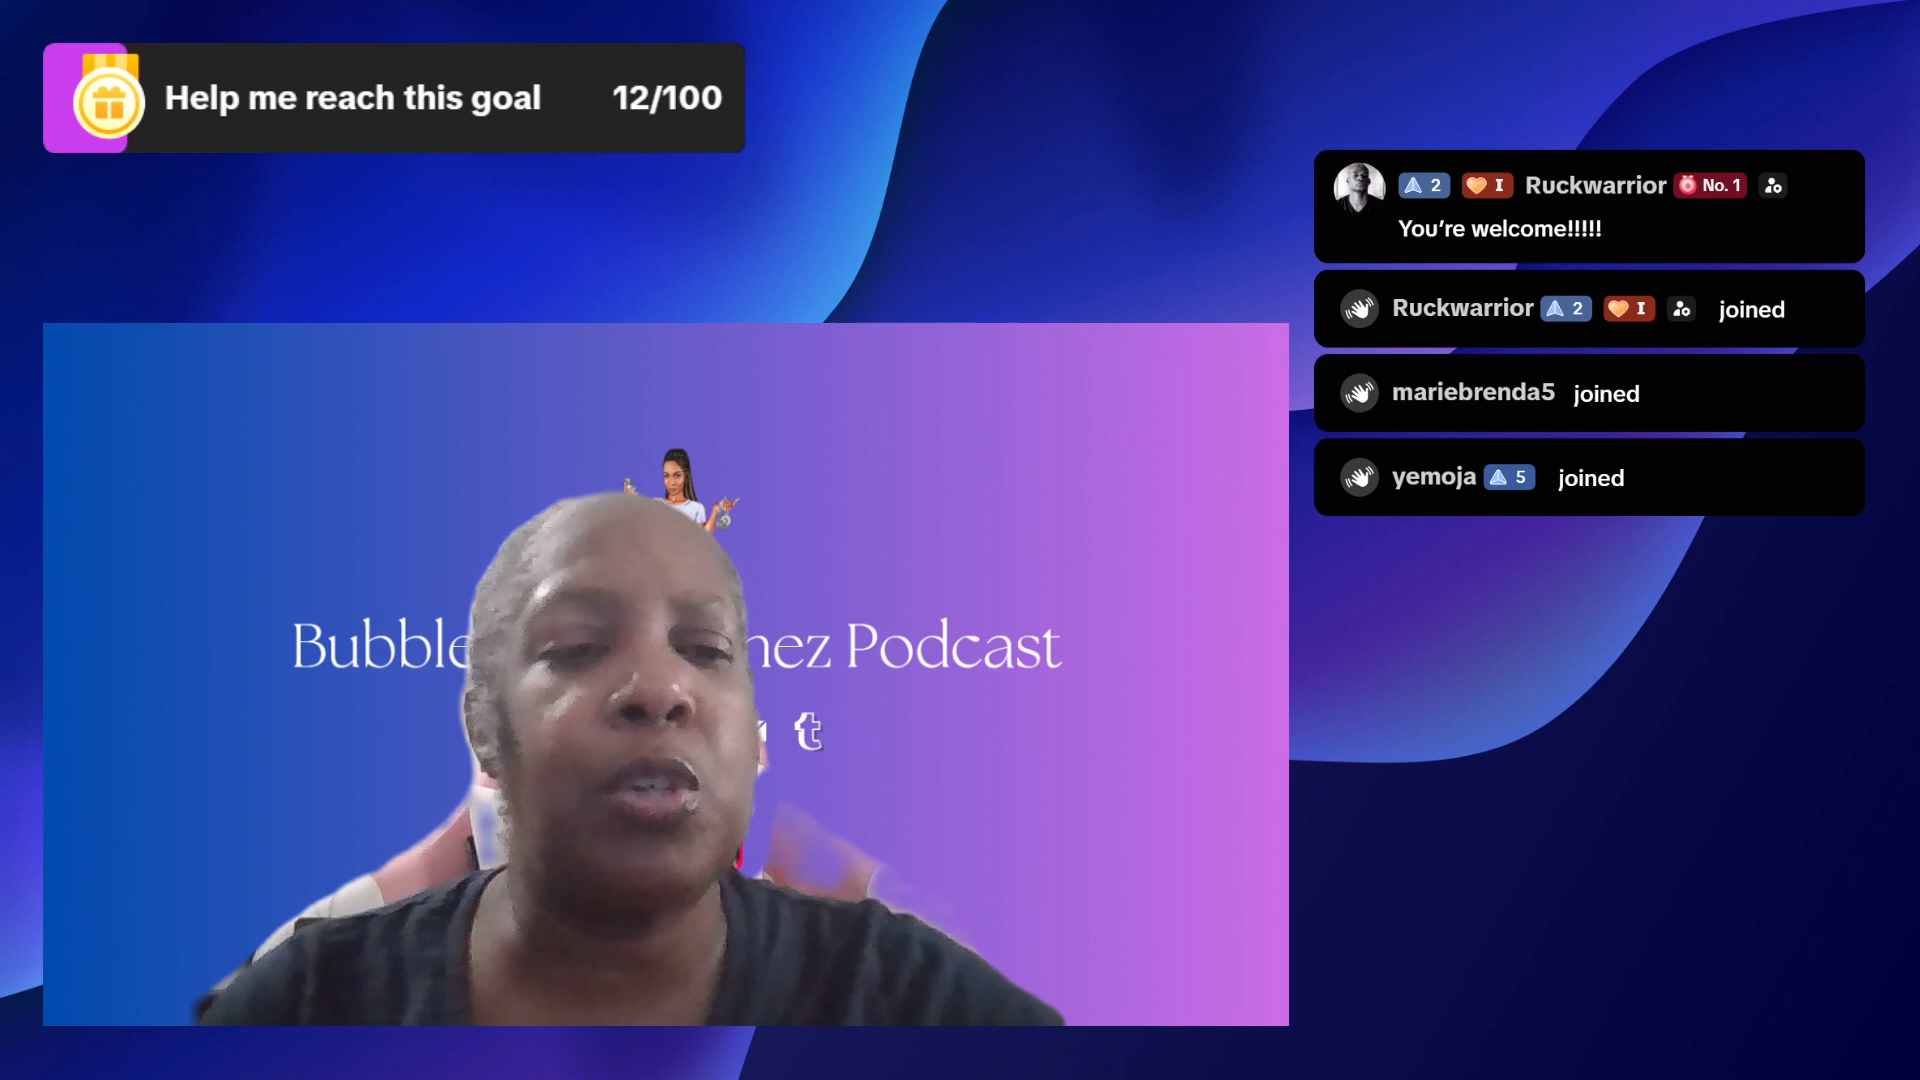 Help me reach this goal 12/100
2 I Ruckwarrior No. 1
You're welcome!!!!!
Ruckwarrior 2 I joined
mariebrenda5 joined
yemoja 5 joined
Bubble nez Podcast
t